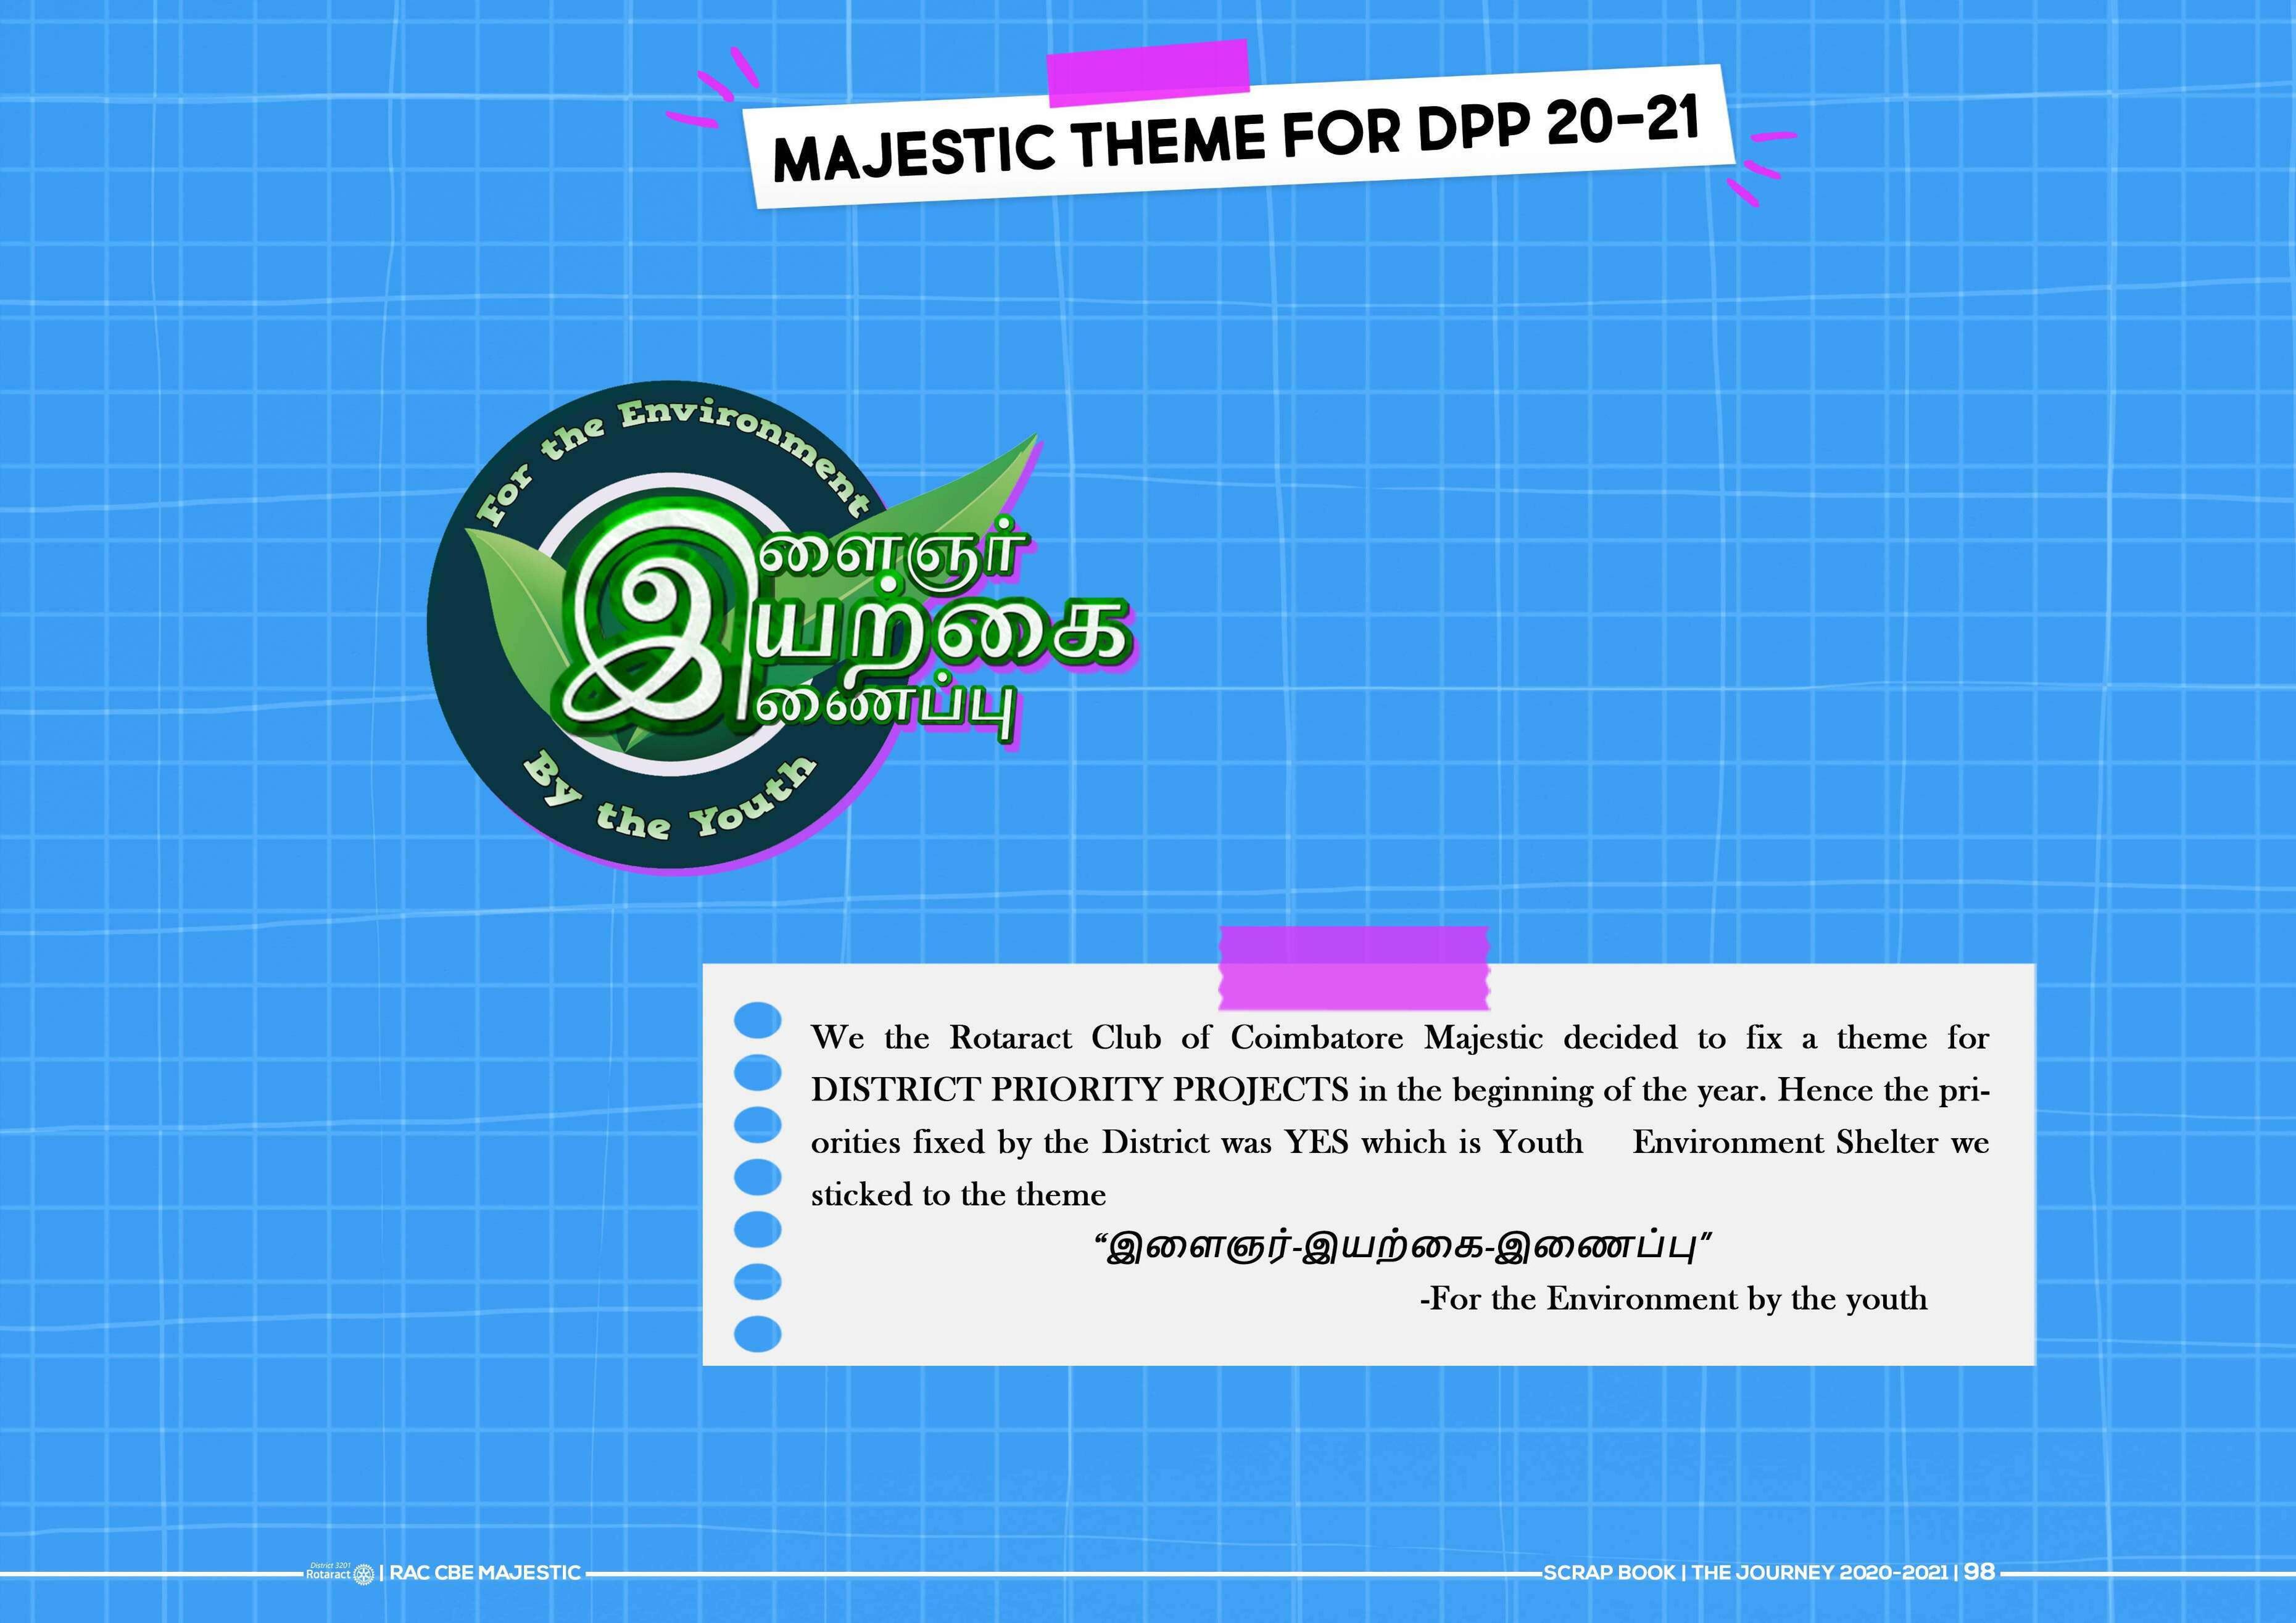 MAJESTIC THEME FOR DPP 20-21
For the Environment
இளைஞர்
இயற்கை
இணைப்பு
By the Youth
We the Rotaract Club of Coimbatore Majestic decided to fix a theme for
DISTRICT PRIORITY PROJECTS in the beginning of the year. Hence the pri-
orities fixed by the District was YES which is Youth Environment Shelter we
sticked to the theme
“இளைஞர்-இயற்கை-இணைப்பு”
-For the Environment by the youth
District 3201
Rotaract | RAC CBE MAJESTIC
SCRAP BOOK | THE JOURNEY 2020-2021 | 98